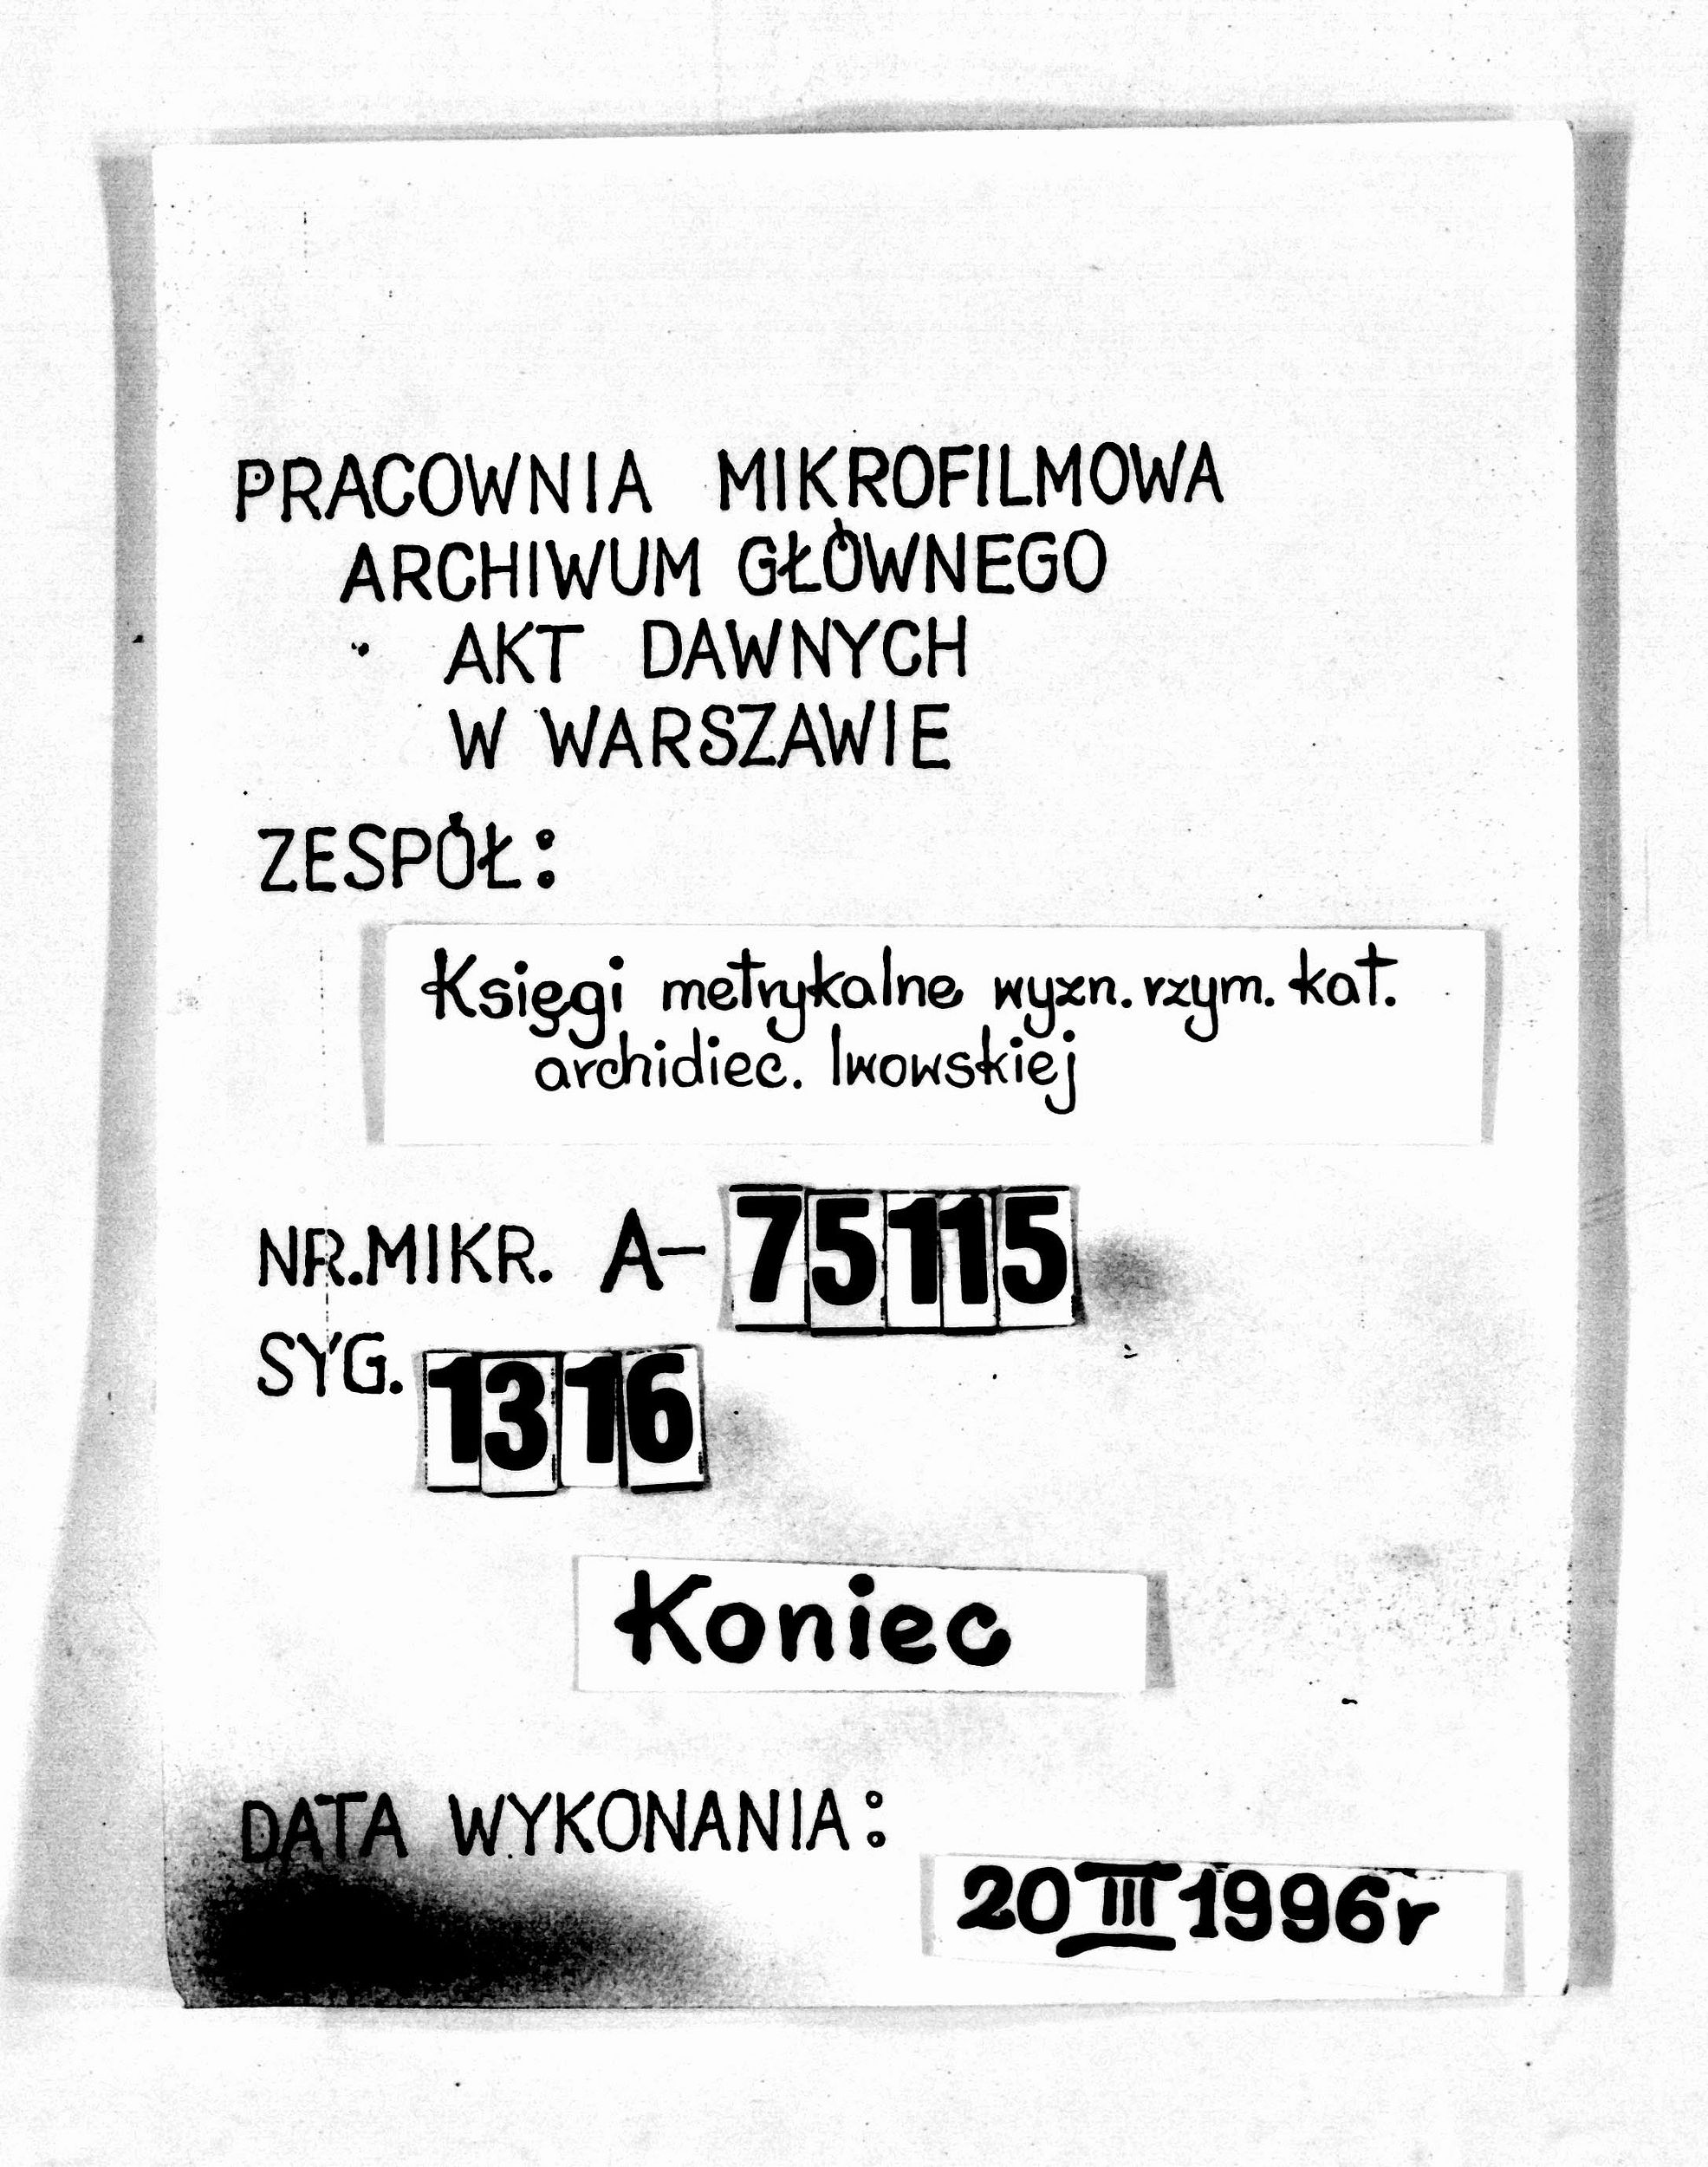 PRACOWNIA MIKROFILMOWA
ARCHIWUM GŁÓWNEGO
AKT DAWNYCH
W WARSZAWIE
ZESPÓŁ:
Księgi metrykalne wyzn. rzym. kat.
archidiec. lwowskiej
NR.MIKR. A-75115
SYG. 1316
Koniec
DATA WYKONANIA:
20 III 1996r